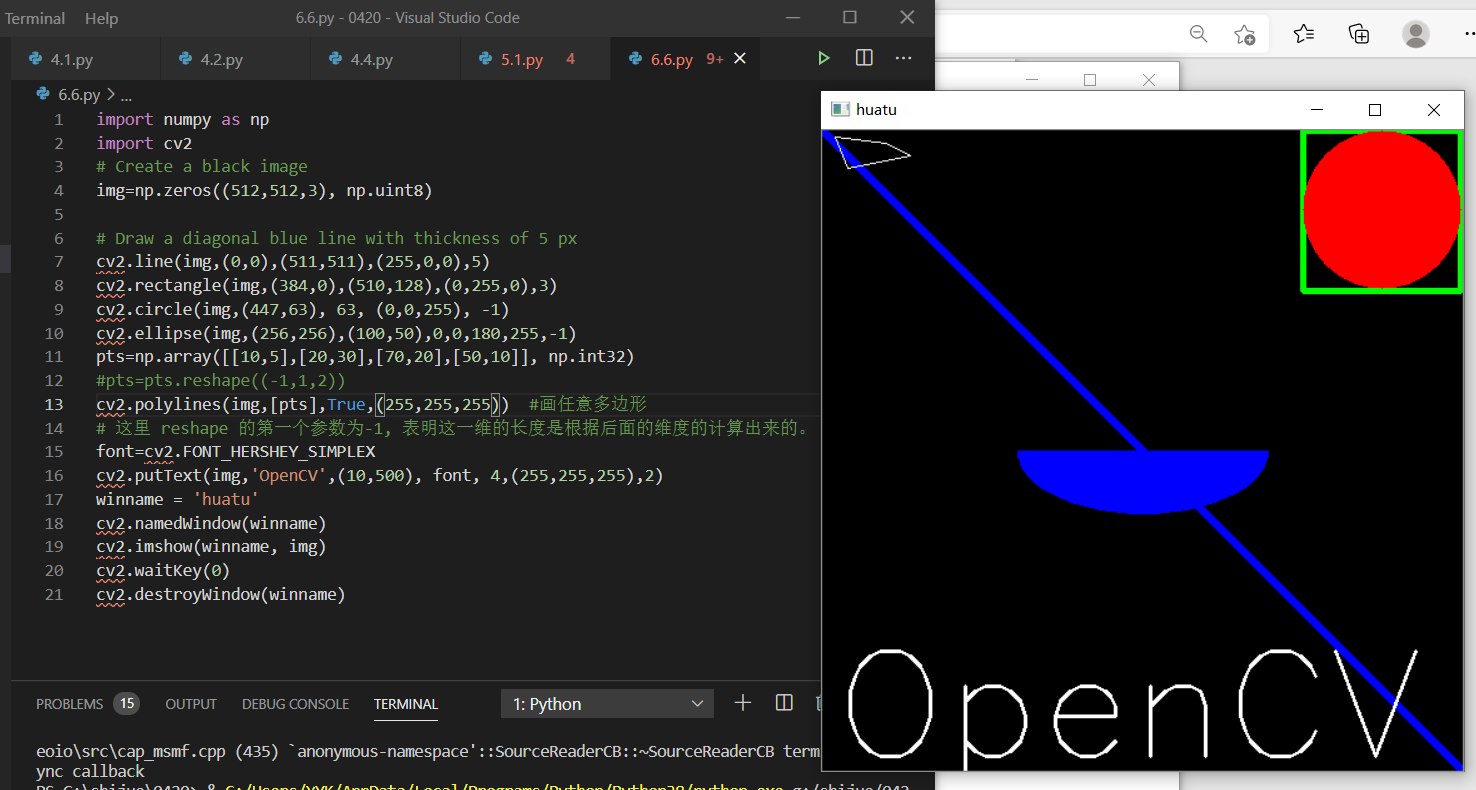 Terminal Help 6.6.py - 0420 - Visual Studio Code
4.1.py 4.2.py 4.4.py 5.1.py 4 6.6.py 9+
6.6.py > ...
1 import numpy as np
2 import cv2
3 # Create a black image
4 img=np.zeros((512,512,3), np.uint8)
5
6 # Draw a diagonal blue line with thickness of 5 px
7 cv2.line(img,(0,0),(511,511),(255,0,0),5)
8 cv2.rectangle(img,(384,0),(510,128),(0,255,0),3)
9 cv2.circle(img,(447,63), 63, (0,0,255), -1)
10 cv2.ellipse(img,(256,256),(100,50),0,0,180,255,-1)
11 pts=np.array([[10,5],[20,30],[70,20],[50,10]], np.int32)
12 #pts=pts.reshape((-1,1,2))
13 cv2.polylines(img,[pts],True,(255,255,255)) #画任意多边形
14 # 这里 reshape 的第一个参数为-1, 表明这一维的长度是根据后面的维度的计算出来的。
15 font=cv2.FONT_HERSHEY_SIMPLEX
16 cv2.putText(img,'OpenCV',(10,500), font, 4,(255,255,255),2)
17 winname = 'huatu'
18 cv2.namedWindow(winname)
19 cv2.imshow(winname, img)
20 cv2.waitKey(0)
21 cv2.destroyWindow(winname)
PROBLEMS 15 OUTPUT DEBUG CONSOLE TERMINAL 1: Python
eoio\src\cap_msmf.cpp (435) `anonymous-namespace'::SourceReaderCB::~SourceReaderCB termi
ync callback
huatu
OpenCV